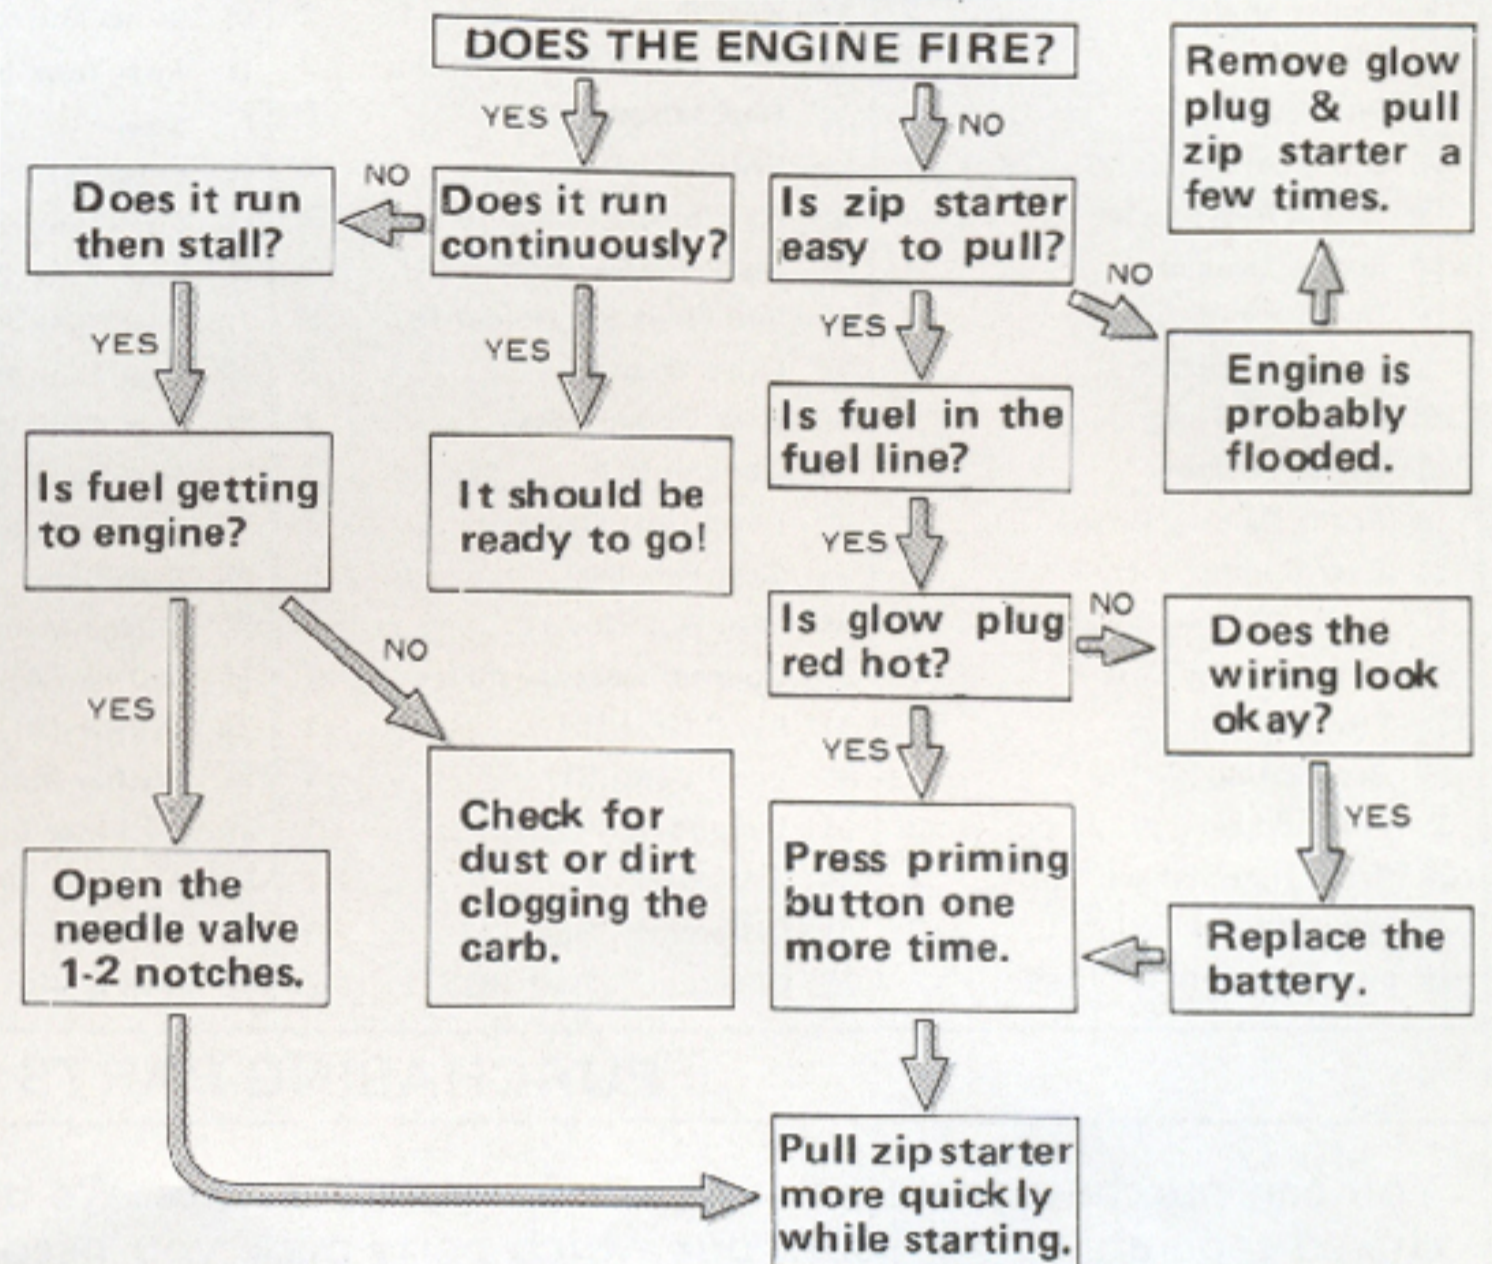 DOES THE ENGINE FIRE?
YES
NO
Remove glow
plug & pull
zip starter a
few times.
Does it run
then stall?
NO
Does it run
continuously?
Is zip starter
easy to pull?
NO
YES
YES
YES
Engine is
probably
flooded.
Is fuel in the
fuel line?
Is fuel getting
to engine?
It should be
ready to go!
YES
Is glow plug
red hot?
NO
Does the
wiring look
okay?
NO
YES
YES
YES
Check for
dust or dirt
clogging the
carb.
Press priming
button one
more time.
Open the
needle valve
1-2 notches.
Replace the
battery.
Pull zip starter
more quickly
while starting.